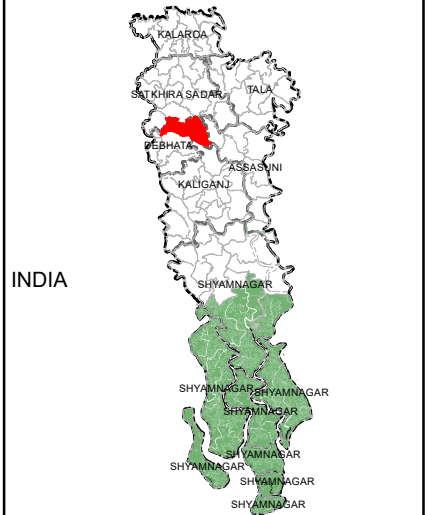 KALAROA
SATKHIRA SADAR
TALA
DEBHATA
ASSASUNI
KALIGANJ
INDIA
SHYAMNAGAR
SHYAMNAGAR
SHYAMNAGAR
SHYAMNAGAR
SHYAMNAGAR
SHYAMNAGAR
SHYAMNAGAR
SHYAMNAGAR